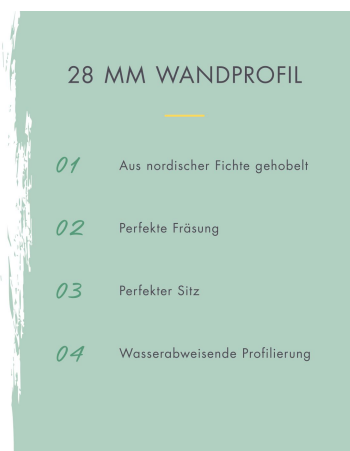 28 MM WANDPROFIL
01 Aus nordischer Fichte gehobelt
02 Perfekte Fräsung
03 Perfekter Sitz
04 Wasserabweisende Profilierung